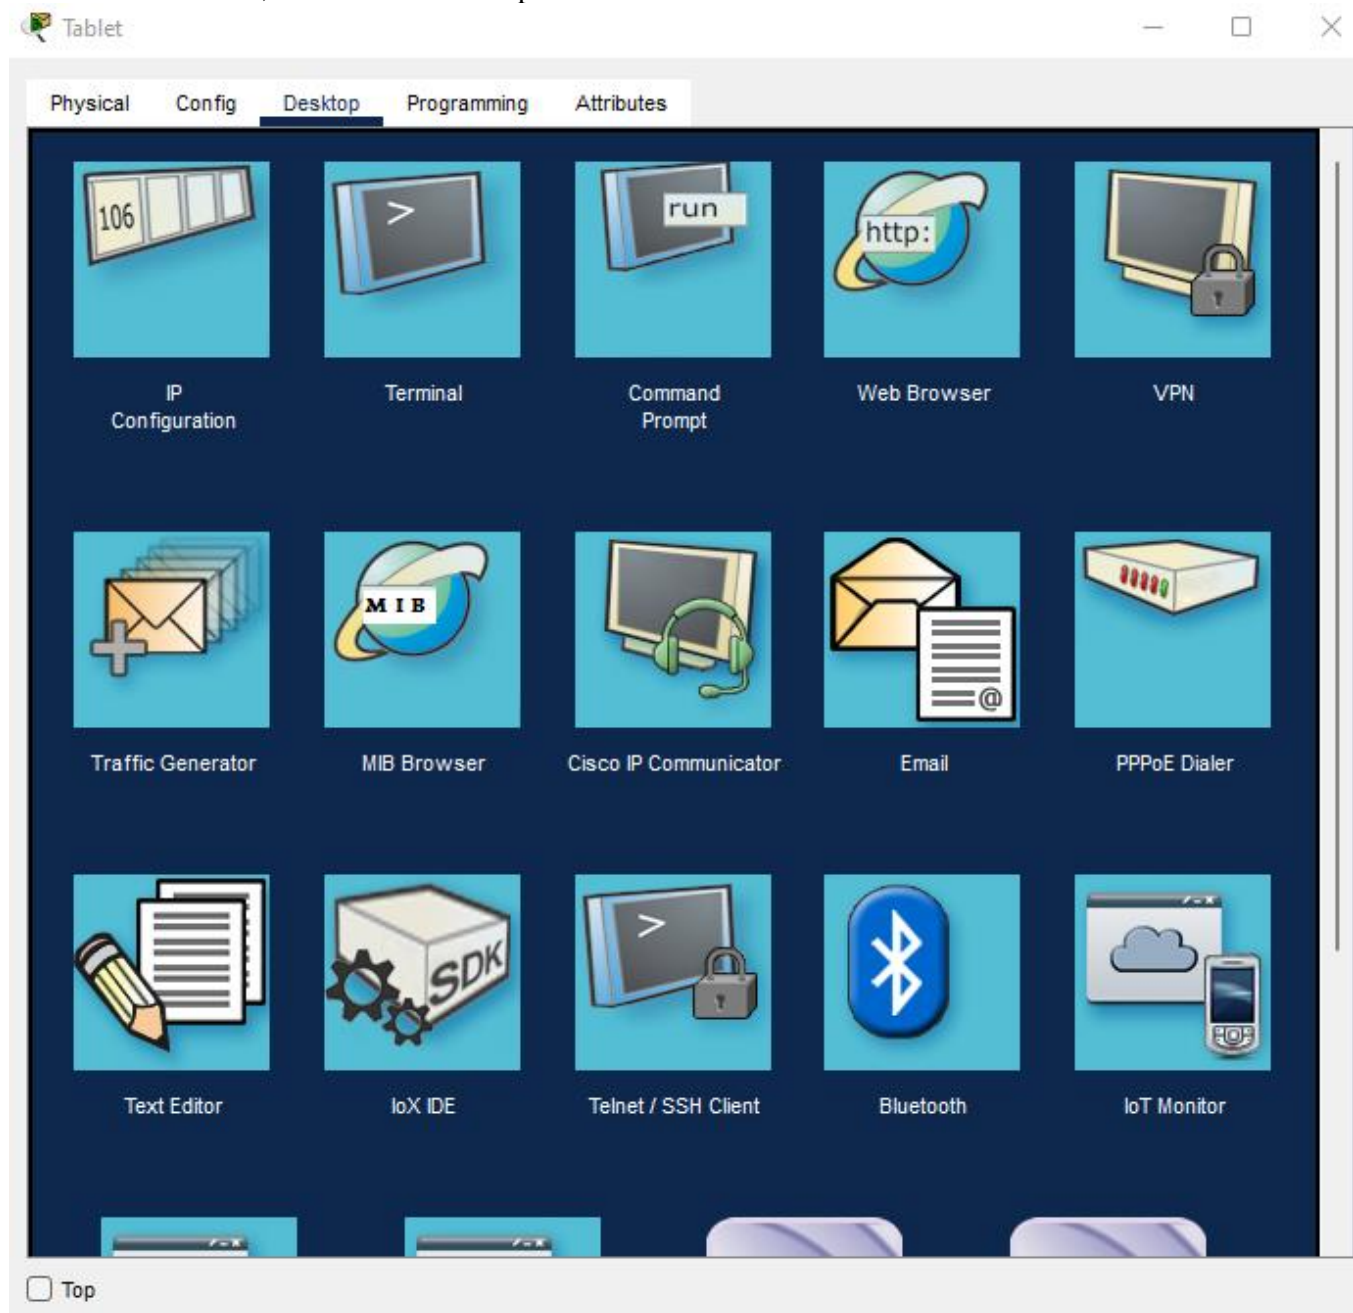 Tablet
Physical Config Desktop Programming Attributes
106
>
run
http:
IP
Configuration
Terminal
Command
Prompt
Web Browser
VPN
MIB
@
Traffic Generator
MIB Browser
Cisco IP Communicator
Email
PPPoE Dialer
SDK
>
Text Editor
IoX IDE
Telnet / SSH Client
Bluetooth
IoT Monitor
Top